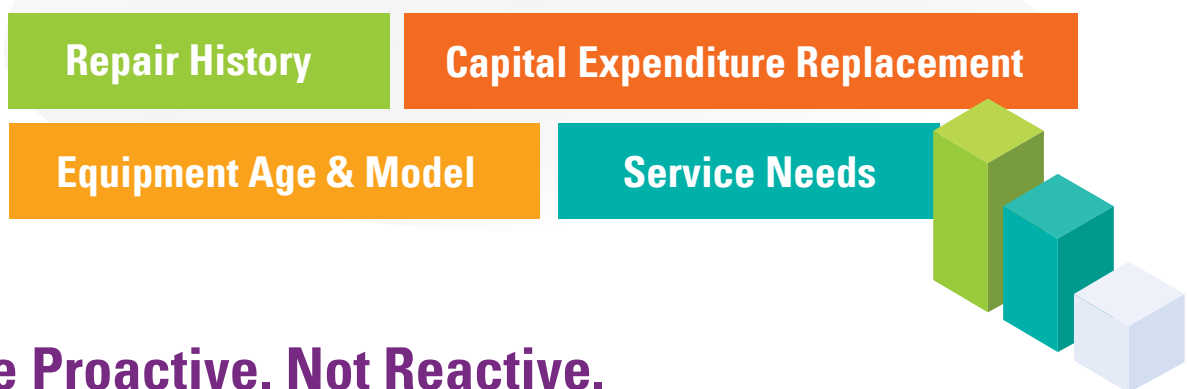 Repair History
Capital Expenditure Replacement
Equipment Age & Model
Service Needs
e Proactive. Not Reactive.